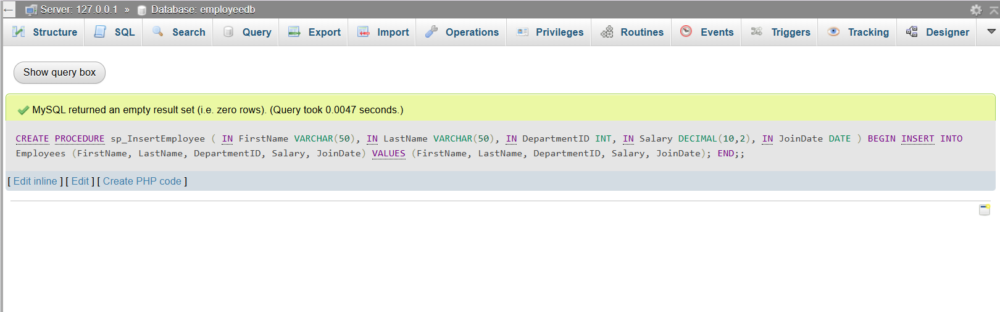 Server: 127.0.0.1 » Database: employeedb
Structure SQL Search Query Export Import Operations Privileges Routines Events Triggers Tracking Designer
Show query box
MySQL returned an empty result set (i.e. zero rows). (Query took 0.0047 seconds.)
CREATE PROCEDURE sp_InsertEmployee ( IN FirstName VARCHAR(50), IN LastName VARCHAR(50), IN DepartmentID INT, IN Salary DECIMAL(10,2), IN JoinDate DATE ) BEGIN INSERT INTO
Employees (FirstName, LastName, DepartmentID, Salary, JoinDate) VALUES (FirstName, LastName, DepartmentID, Salary, JoinDate); END;;
[ Edit inline ] [ Edit ] [ Create PHP code ]